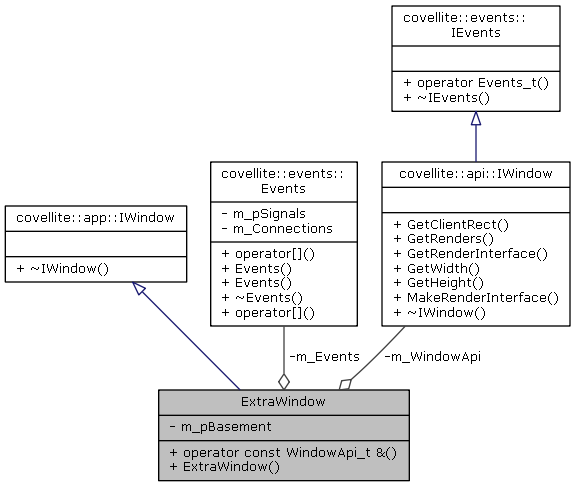 covellite::events::
IEvents
+ operator Events_t()
+ ~IEvents()
covellite::events::
Events
- m_pSignals
- m_Connections
+ operator[]()
+ Events()
+ Events()
+ ~Events()
+ operator[]()
covellite::api::IWindow
+ GetClientRect()
+ GetRenders()
+ GetRenderInterface()
+ GetWidth()
+ GetHeight()
+ MakeRenderInterface()
+ ~IWindow()
covellite::app::IWindow
+ ~IWindow()
-m_Events
-m_WindowApi
ExtraWindow
- m_pBasement
+ operator const WindowApi_t &()
+ ExtraWindow()